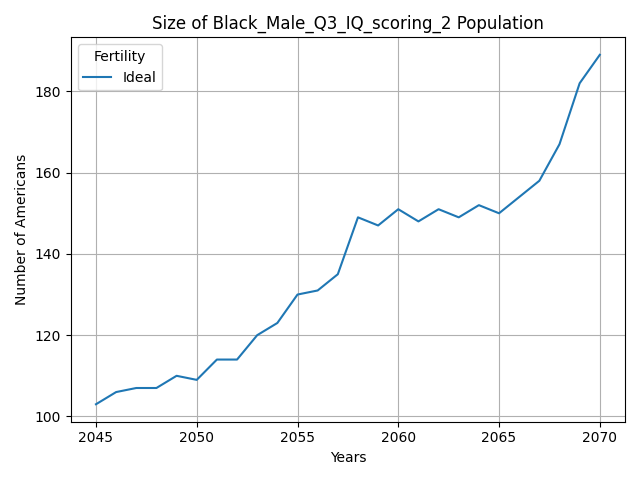 Size of Black_Male_Q3_IQ_scoring_2 Population
Fertility
Ideal
Number of Americans
180
160
140
120
100
2045 2050 2055 2060 2065 2070
Years